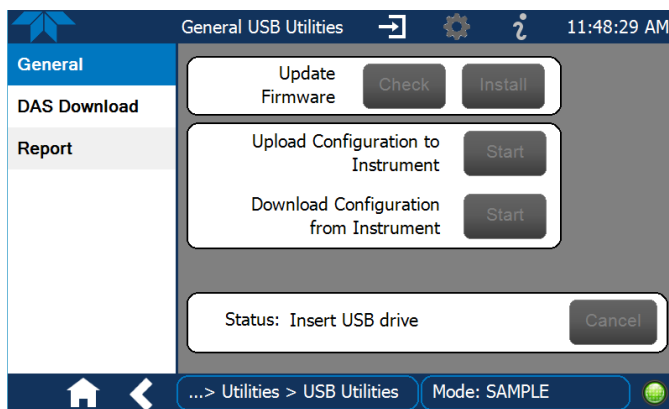 General USB Utilities
11:48:29 AM
General
DAS Download
Report
Update
Firmware
Check
Install
Upload Configuration to
Instrument
Start
Download Configuration
from Instrument
Start
Status: Insert USB drive
Cancel
...> Utilities > USB Utilities
Mode: SAMPLE